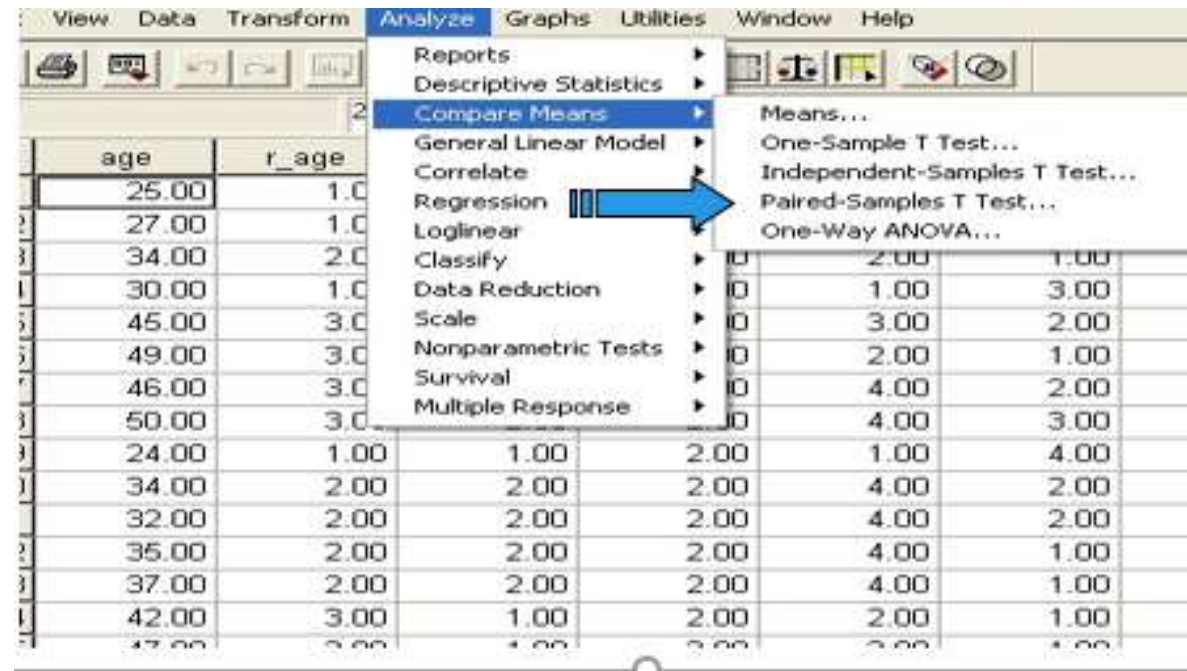 View Data Transform Analyze Graphs Utilities Window Help
Reports
Descriptive Statistics
Compare Means
General Linear Model
Correlate
Regression
Loglinear
Classify
Data Reduction
Scale
Nonparametric Tests
Survival
Multiple Response
Means...
One-Sample T Test...
Independent-Samples T Test...
Paired-Samples T Test...
One-Way ANOVA...
age r_age
25.00
27.00
34.00 2.00 1.00
30.00 1.00 3.00
45.00 3.00 2.00
49.00 2.00 1.00
46.00 4.00 2.00
50.00 4.00 3.00
24.00 1.00 1.00 2.00 1.00 4.00
34.00 2.00 2.00 2.00 4.00 2.00
32.00 2.00 2.00 2.00 4.00 2.00
35.00 2.00 2.00 2.00 4.00 1.00
37.00 2.00 2.00 2.00 4.00 1.00
42.00 3.00 1.00 2.00 2.00 1.00